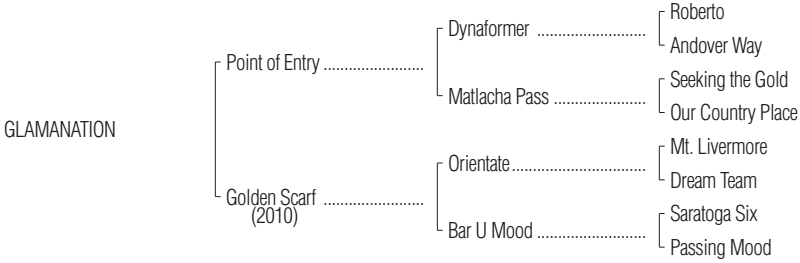 Roberto
Dynaformer ..........................
Andover Way
Point of Entry ........................
Seeking the Gold
Matlacha Pass ......................
Our Country Place
GLAMANATION
Mt. Livermore
Orientate................................
Dream Team
Golden Scarf ........................
(2010)
Saratoga Six
Bar U Mood ..........................
Passing Mood